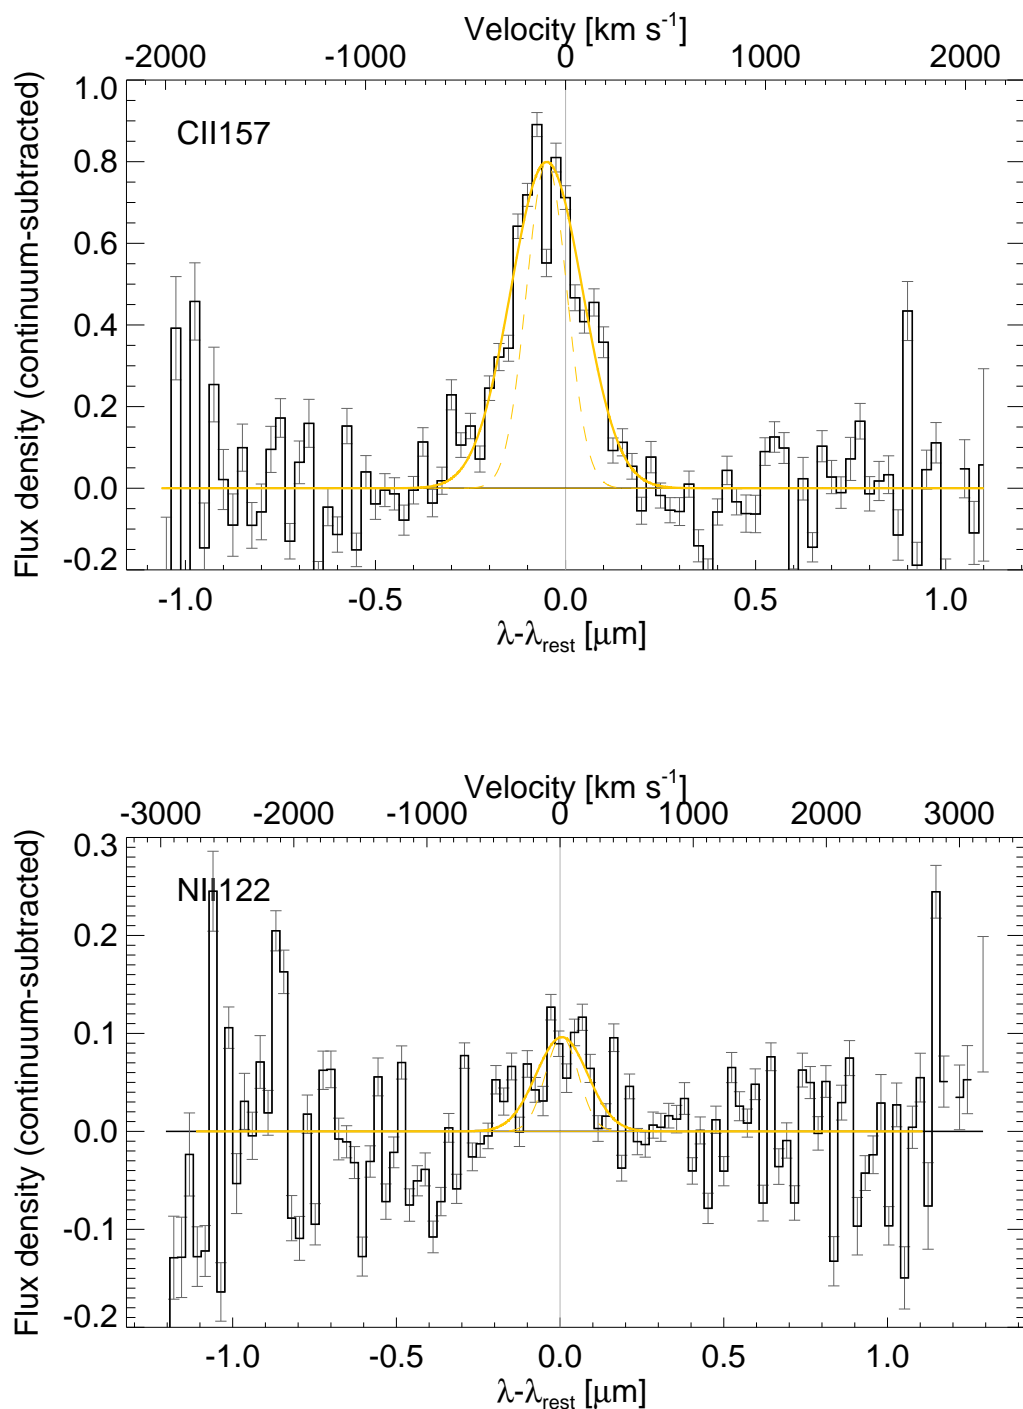 Velocity [km s⁻¹]
-2000 -1000 0 1000 2000
CII157
Flux density (continuum-subtracted)
1.0
0.8
0.6
0.4
0.2
0.0
-0.2
-1.0 -0.5 0.0 0.5 1.0
λ-λrest [μm]
Velocity [km s⁻¹]
-3000 -2000 -1000 0 1000 2000 3000
NII122
Flux density (continuum-subtracted)
0.3
0.2
0.1
0.0
-0.1
-0.2
-1.0 -0.5 0.0 0.5 1.0
λ-λrest [μm]